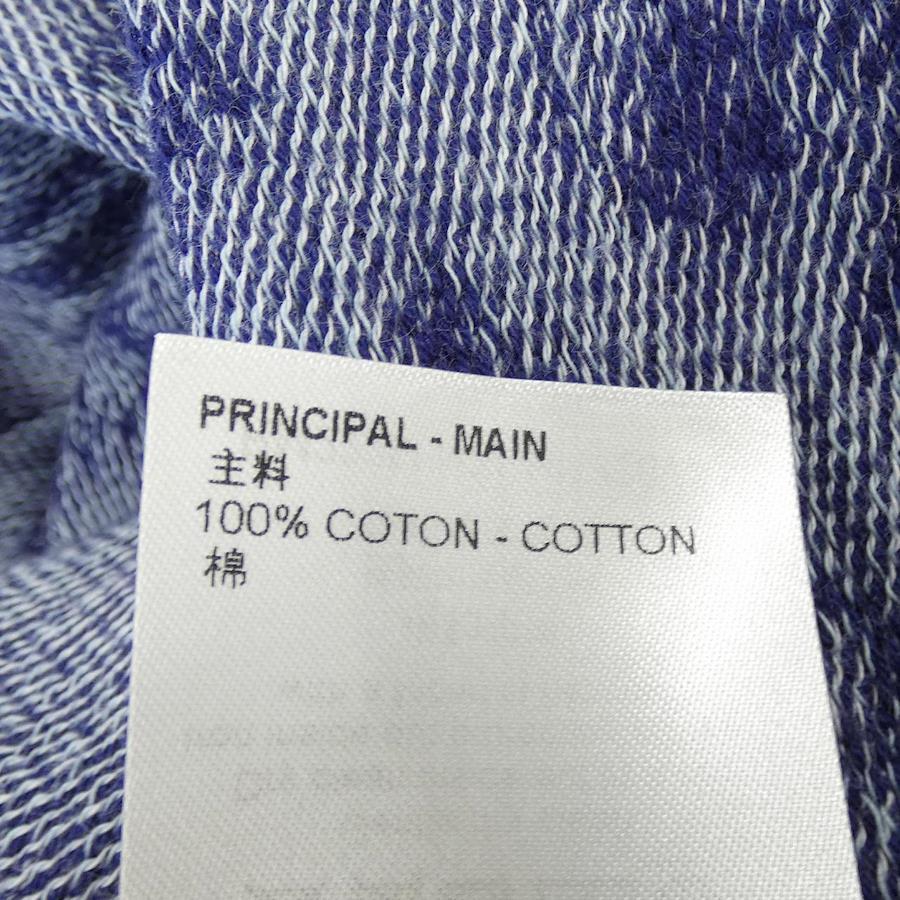 PRINCIPAL - MAIN
主料
100% COTON - COTTON
棉